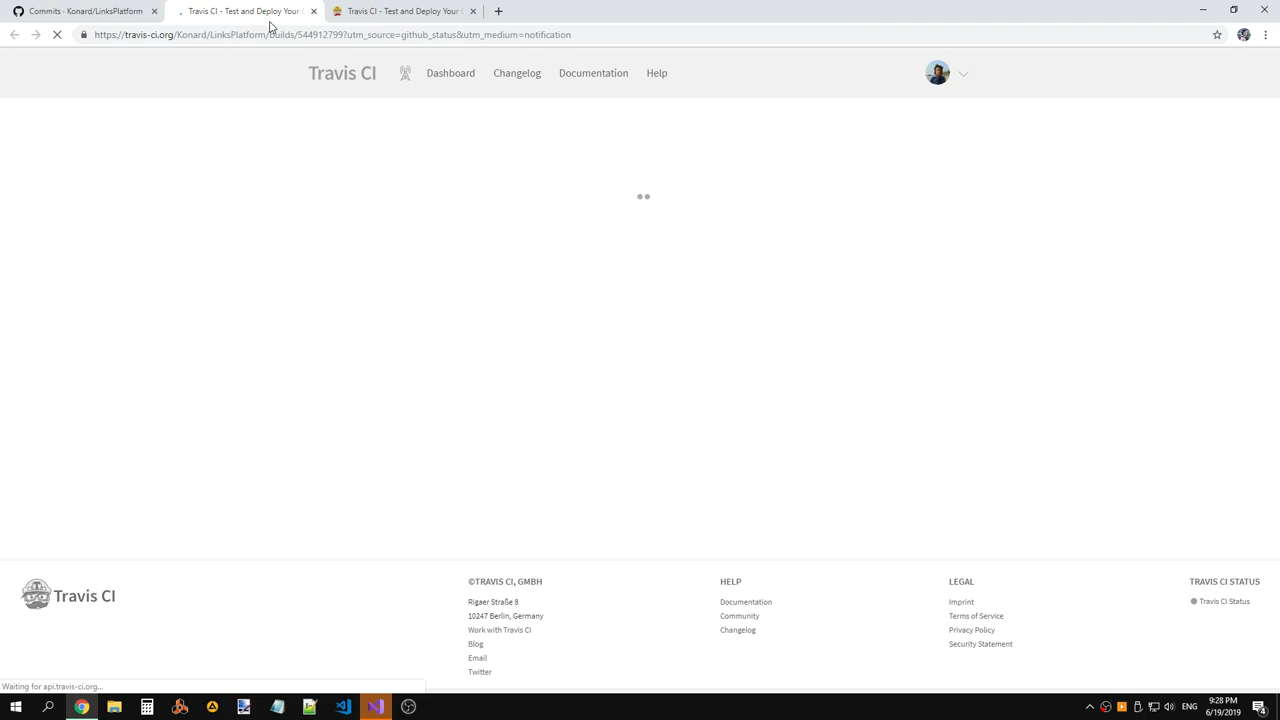 Commits · Konard/LinksPlatform
Travis CI - Test and Deploy Your C
Travis CI - Test and Deploy Your C
https://travis-ci.org/Konard/LinksPlatform/builds/544912799?utm_source=github_status&utm_medium=notification
Travis CI
Dashboard
Changelog
Documentation
Help
©TRAVIS CI, GMBH
Rigaer Straße 8
10247 Berlin, Germany
Work with Travis CI
Blog
Email
Twitter
HELP
Documentation
Community
Changelog
LEGAL
Imprint
Terms of Service
Privacy Policy
Security Statement
TRAVIS CI STATUS
Travis CI Status
Travis CI
Waiting for api.travis-ci.org...
ENG
9:28 PM
6/19/2019
4